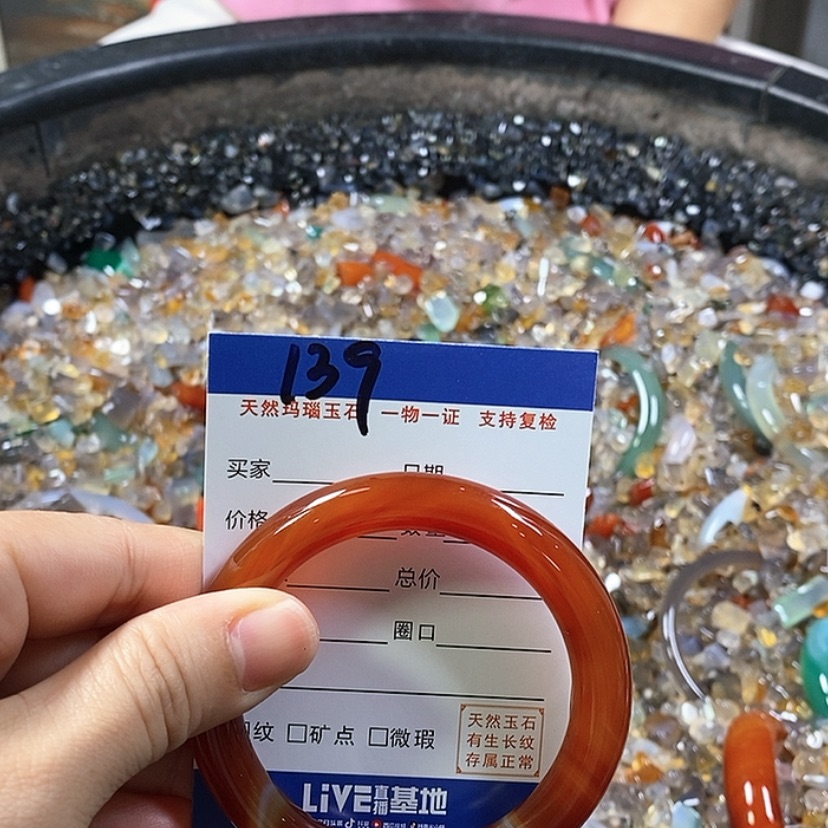 139
天然玛瑙玉石 一物一证 支持复检
买家 日期
价格 数量
总价
圈口
纹 □矿点 □微瑕
天然玉石
有生长纹
存属正常
LiVE直播基地